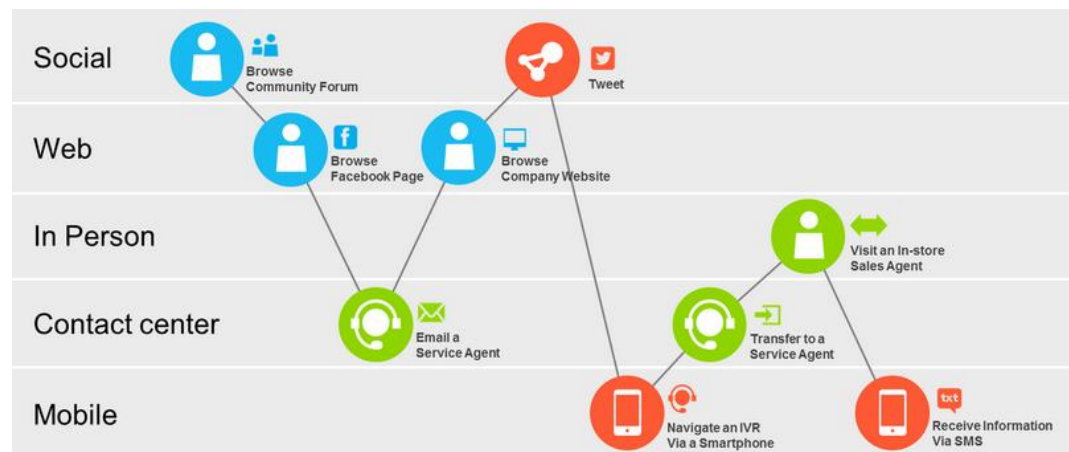 Social
Browse
Community Forum
Tweet
Web
f
Browse
Facebook Page
Browse
Company Website
In Person
Visit an In-store
Sales Agent
Contact center
Email a
Service Agent
Transfer to a
Service Agent
Mobile
Navigate an IVR
Via a Smartphone
txt
Receive Information
Via SMS